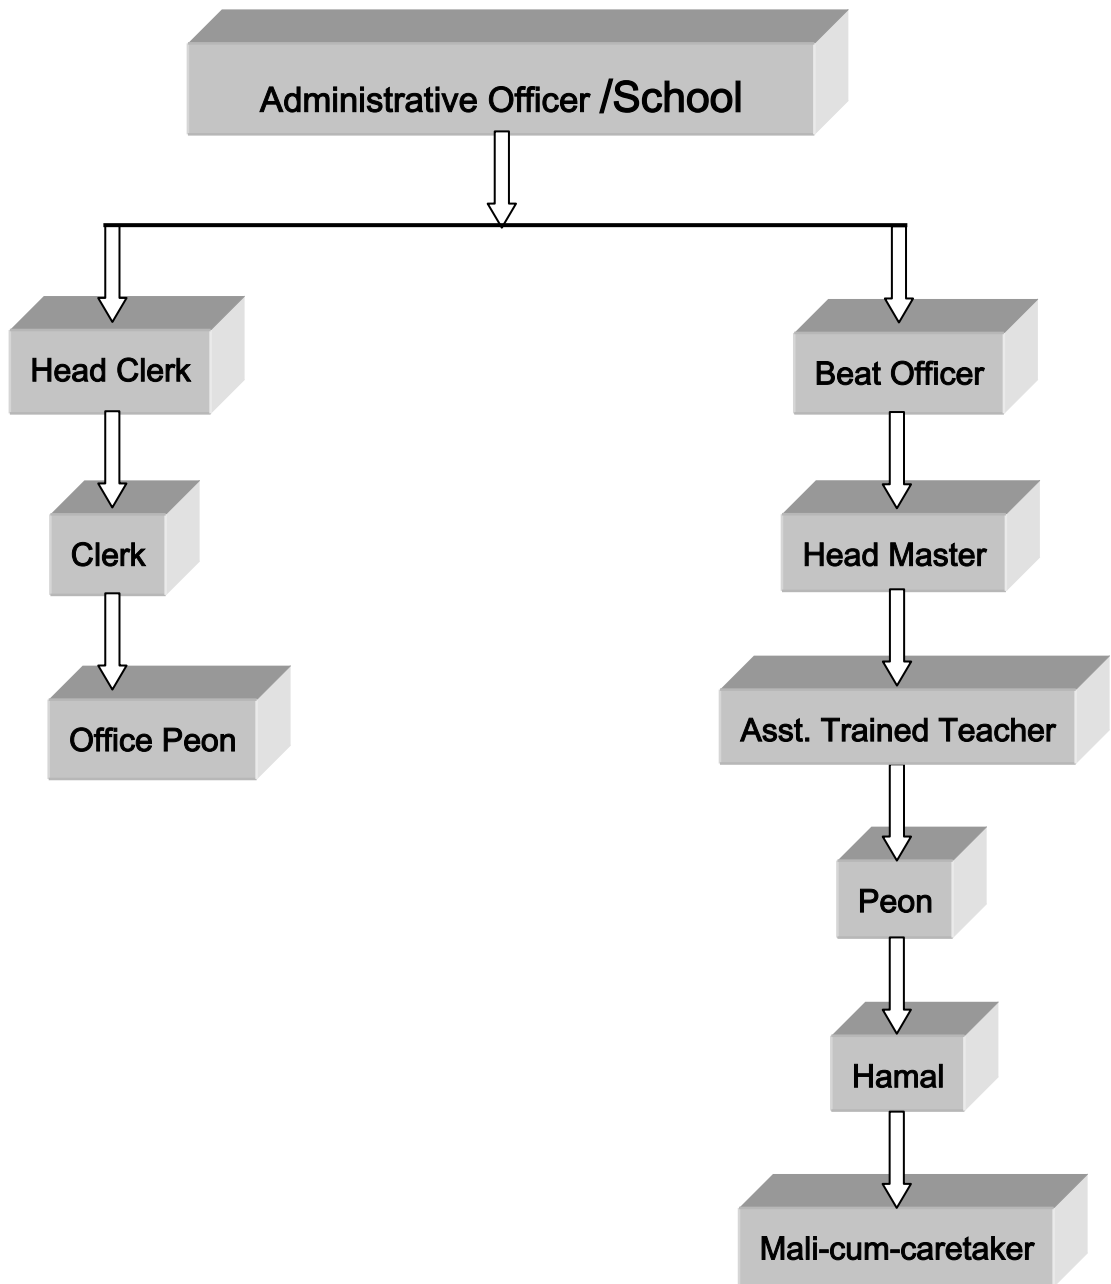 Administrative Officer /School
Head Clerk
Beat Officer
Clerk
Head Master
Office Peon
Asst. Trained Teacher
Peon
Hamal
Mali-cum-caretaker